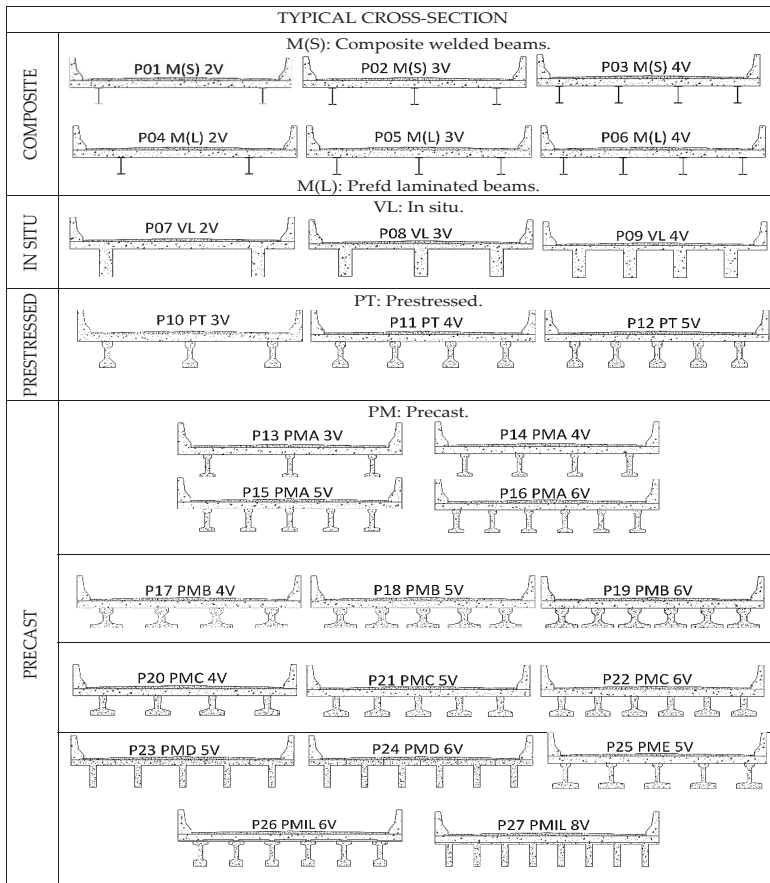 TYPICAL CROSS-SECTION
COMPOSITE
M(S): Composite welded beams.
P01 M(S) 2V
P02 M(S) 3V
P03 M(S) 4V
P04 M(L) 2V
P05 M(L) 3V
P06 M(L) 4V
M(L): Prefd laminated beams.
IN SITU
VL: In situ.
P07 VL 2V
P08 VL 3V
P09 VL 4V
PRESTRESSED
PT: Prestressed.
P10 PT 3V
P11 PT 4V
P12 PT 5V
PRECAST
PM: Precast.
P13 PMA 3V
P14 PMA 4V
P15 PMA 5V
P16 PMA 6V
P17 PMB 4V
P18 PMB 5V
P19 PMB 6V
P20 PMC 4V
P21 PMC 5V
P22 PMC 6V
P23 PMD 5V
P24 PMD 6V
P25 PME 5V
P26 PMIL 6V
P27 PMIL 8V